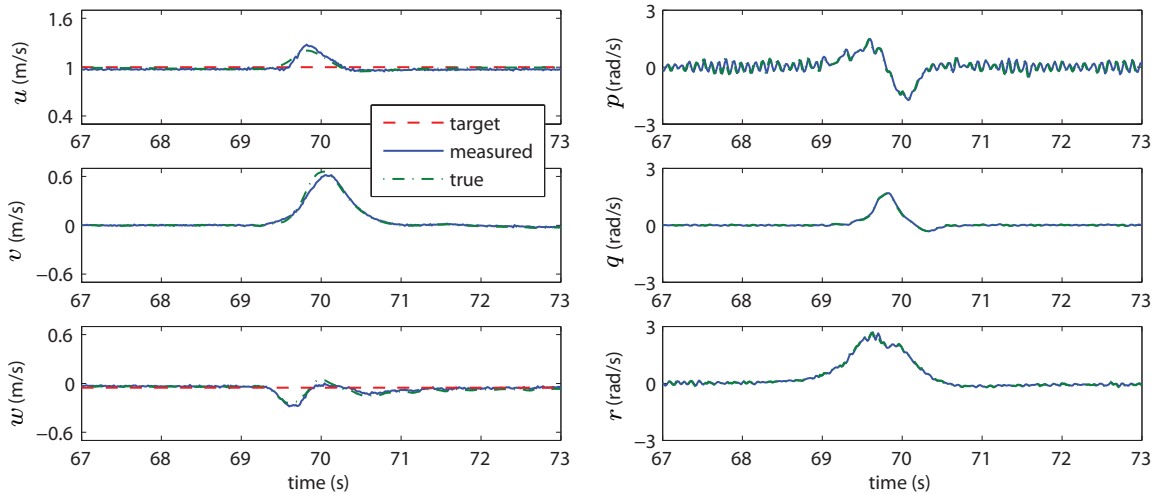 u (m/s)
1.6
1
0.4
67 68 69 70 71 72 73
target
measured
true
v (m/s)
0.6
0
−0.6
67 68 69 70 71 72 73
w (m/s)
0.6
0
−0.6
67 68 69 70 71 72 73
time (s)
p (rad/s)
3
0
−3
67 68 69 70 71 72 73
q (rad/s)
3
0
−3
67 68 69 70 71 72 73
r (rad/s)
3
0
−3
67 68 69 70 71 72 73
time (s)